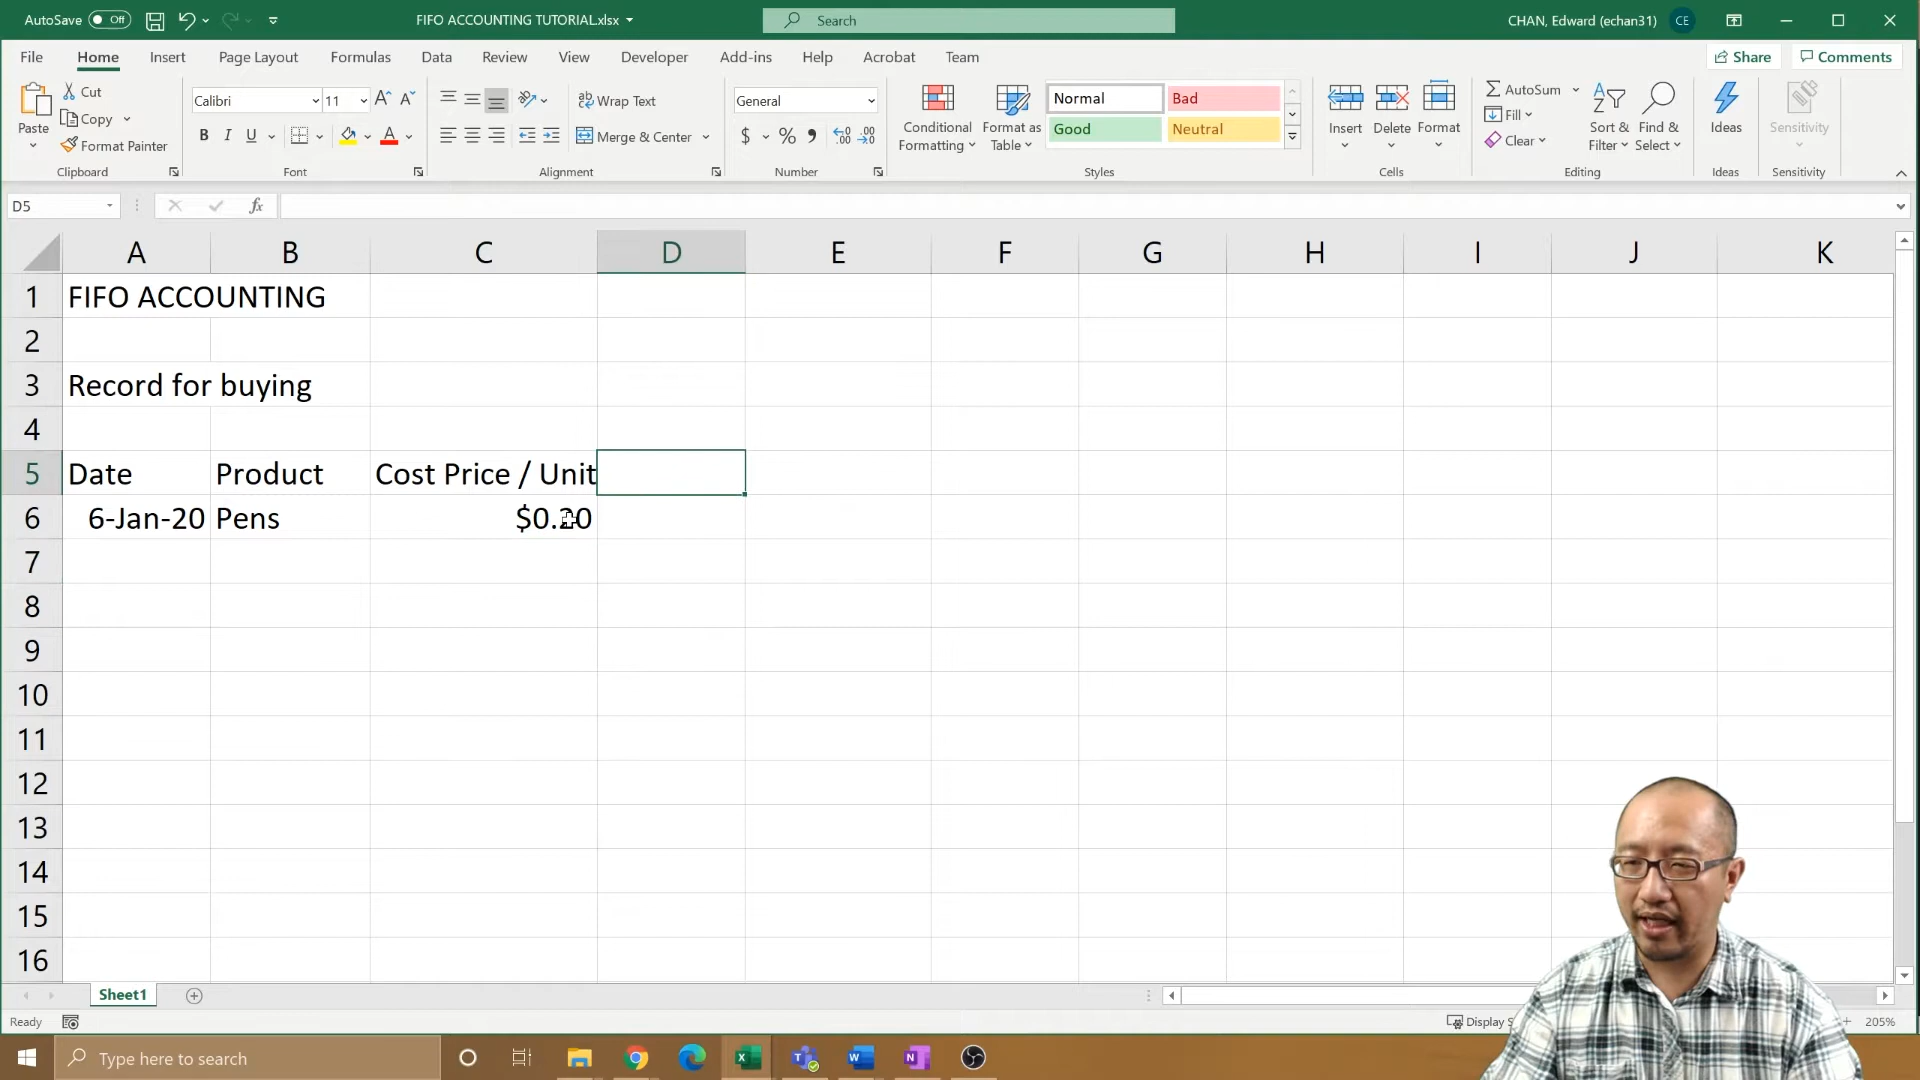 AutoSave Off FIFO ACCOUNTING TUTORIAL.xlsx Search CHAN, Edward (echan31) CE
File Home Insert Page Layout Formulas Data Review View Developer Add-ins Help Acrobat Team Share Comments
Paste Cut Copy Format Painter Clipboard
Calibri 11 B I U A Font
ab Wrap Text Merge & Center Alignment
General $ % Number
Conditional Formatting Format as Table Normal Bad Good Neutral Styles
Insert Delete Format Cells
AutoSum Fill Clear Sort & Filter Find & Select Editing
Ideas Ideas
Sensitivity Sensitivity
D5 fx
A B C D E F G H I J K
1 FIFO ACCOUNTING
2
3 Record for buying
4
5 Date Product Cost Price / Unit
6 6-Jan-20 Pens $0.20
7
8
9
10
11
12
13
14
15
16
Sheet1
Ready Display 205%
Type here to search